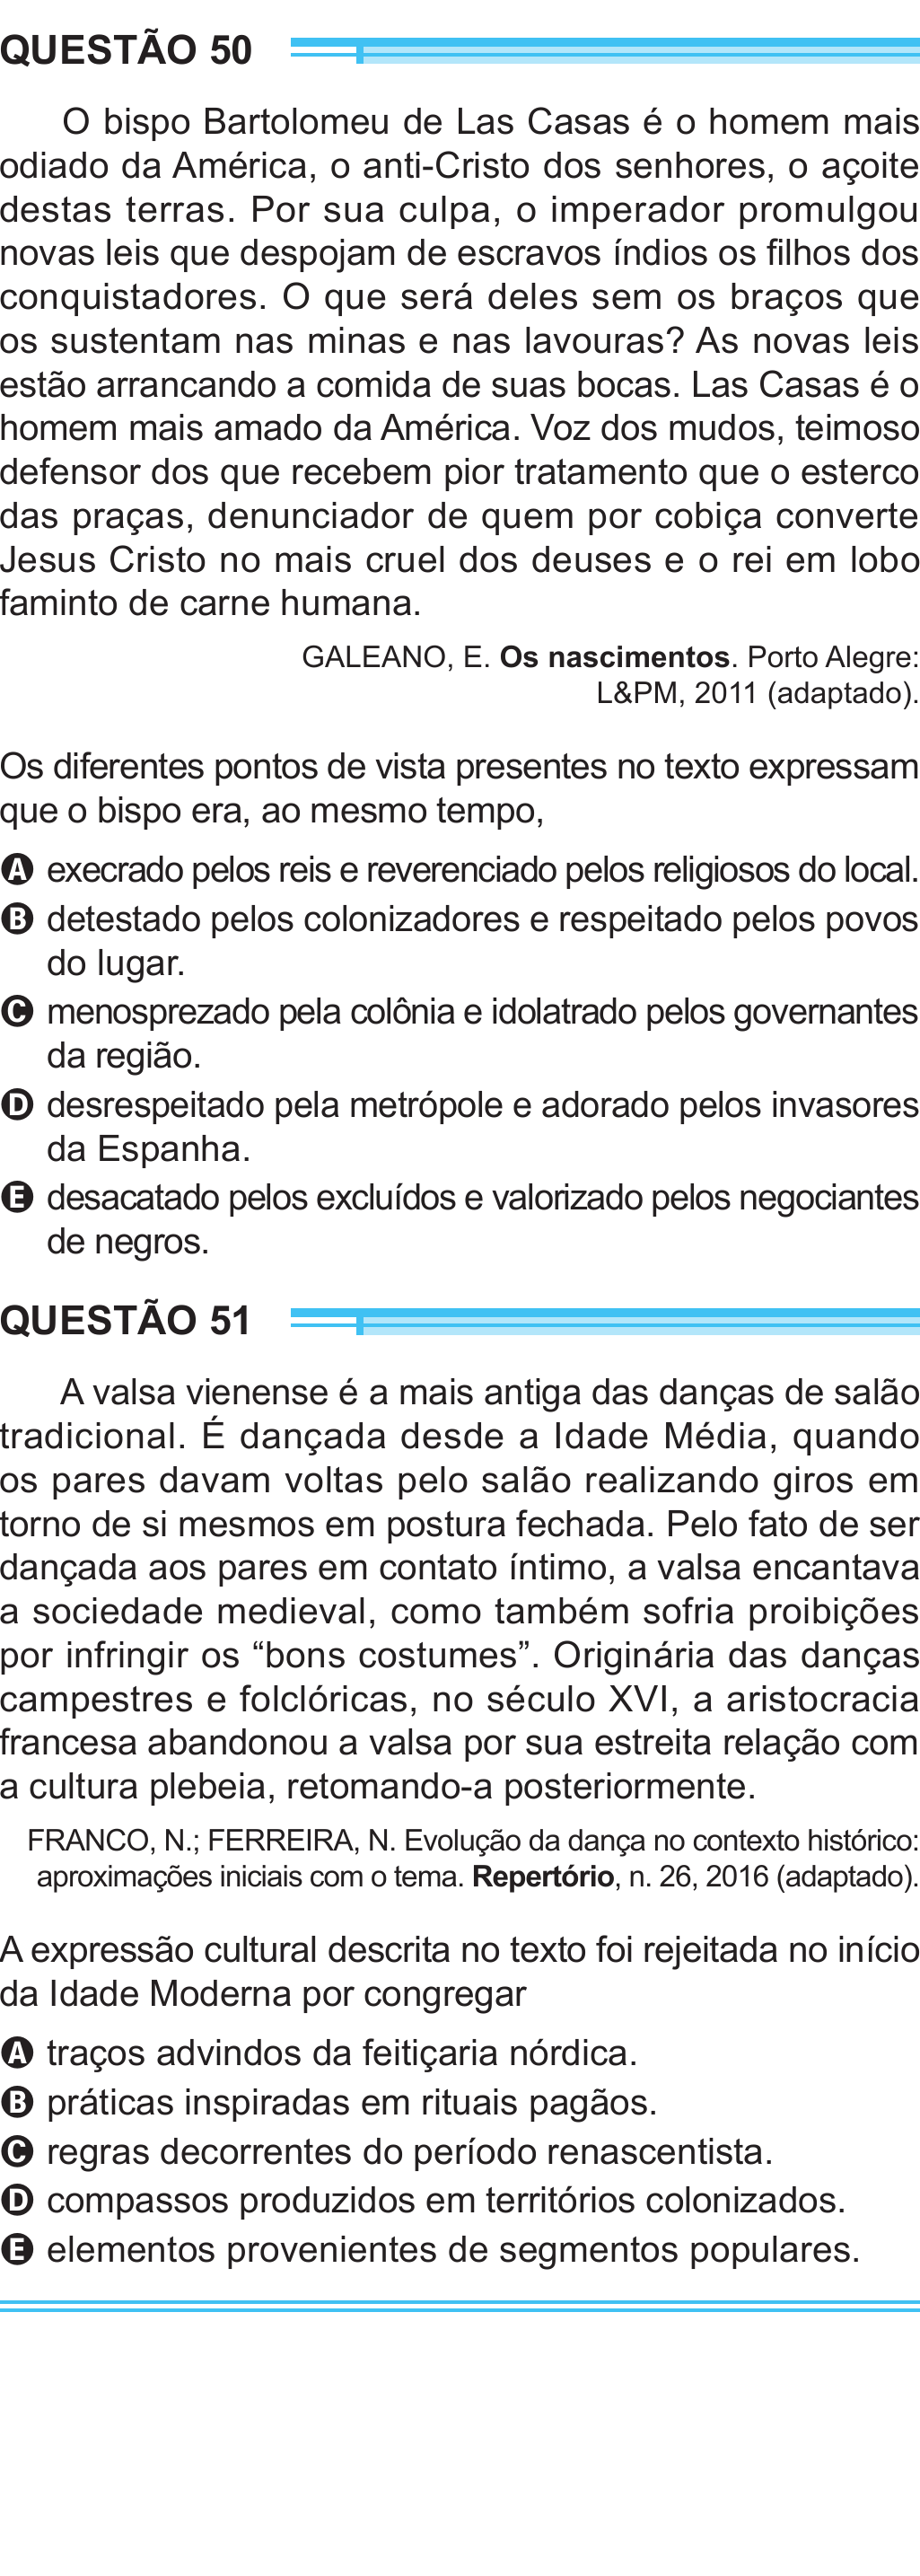 QUESTÃO 50
O bispo Bartolomeu de Las Casas é o homem mais
odiado da América, o anti-Cristo dos senhores, o açoite
destas terras. Por sua culpa, o imperador promulgou
novas leis que despojam de escravos índios os filhos dos
conquistadores. O que será deles sem os braços que
os sustentam nas minas e nas lavouras? As novas leis
estão arrancando a comida de suas bocas. Las Casas é o
homem mais amado da América. Voz dos mudos, teimoso
defensor dos que recebem pior tratamento que o esterco
das praças, denunciador de quem por cobiça converte
Jesus Cristo no mais cruel dos deuses e o rei em lobo
faminto de carne humana.
GALEANO, E. Os nascimentos. Porto Alegre:
L&PM, 2011 (adaptado).
Os diferentes pontos de vista presentes no texto expressam
que o bispo era, ao mesmo tempo,
A execrado pelos reis e reverenciado pelos religiosos do local.
B detestado pelos colonizadores e respeitado pelos povos
do lugar.
C menosprezado pela colônia e idolatrado pelos governantes
da região.
D desrespeitado pela metrópole e adorado pelos invasores
da Espanha.
E desacatado pelos excluídos e valorizado pelos negociantes
de negros.
QUESTÃO 51
A valsa vienense é a mais antiga das danças de salão
tradicional. É dançada desde a Idade Média, quando
os pares davam voltas pelo salão realizando giros em
torno de si mesmos em postura fechada. Pelo fato de ser
dançada aos pares em contato íntimo, a valsa encantava
a sociedade medieval, como também sofria proibições
por infringir os “bons costumes”. Originária das danças
campestres e folclóricas, no século XVI, a aristocracia
francesa abandonou a valsa por sua estreita relação com
a cultura plebeia, retomando-a posteriormente.
FRANCO, N.; FERREIRA, N. Evolução da dança no contexto histórico:
aproximações iniciais com o tema. Repertório, n. 26, 2016 (adaptado).
A expressão cultural descrita no texto foi rejeitada no início
da Idade Moderna por congregar
A traços advindos da feitiçaria nórdica.
B práticas inspiradas em rituais pagãos.
C regras decorrentes do período renascentista.
D compassos produzidos em territórios colonizados.
E elementos provenientes de segmentos populares.